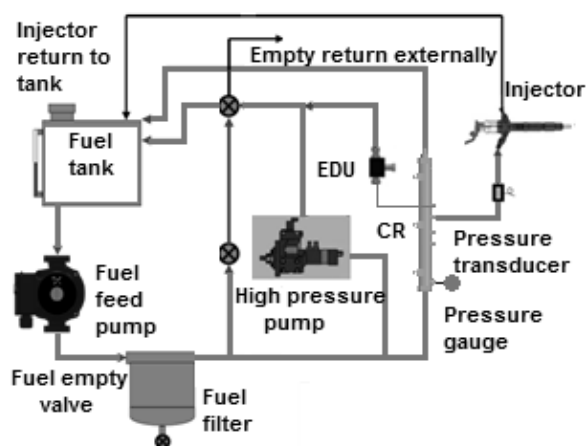 Injector return to tank
Empty return externally
Injector
Fuel tank
EDU
CR
Pressure transducer
Fuel feed pump
High pressure pump
Pressure gauge
Fuel empty valve
Fuel filter